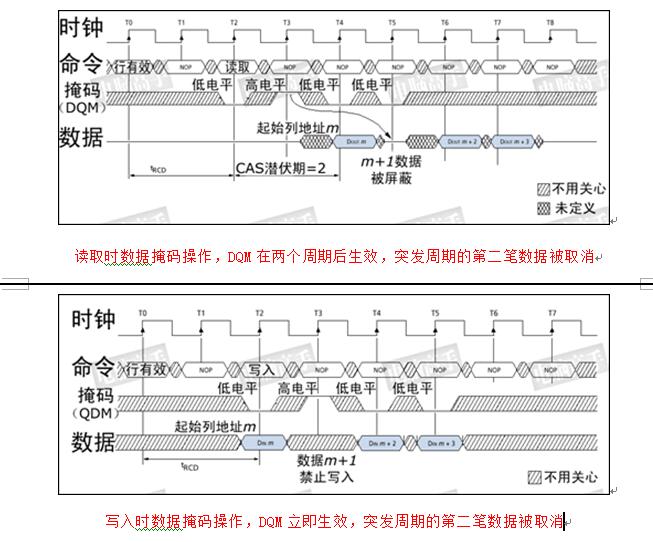 时钟 T0 T1 T2 T3 T4 T5 T6 T7 T8
命令 行有效 NOP 读取 NOP NOP NOP NOP NOP NOP
掩码 低电平 高电平 低电平 低电平
(DQM)
起始列地址m
数据 DOUT m DOUT m + 2 DOUT m + 3
m+1数据
被屏蔽
tRCD CAS潜伏期=2
不用关心
未定义
读取时数据掩码操作，DQM 在两个周期后生效，突发周期的第二笔数据被取消
时钟 T0 T1 T2 T3 T4 T5 T6 T7
命令 行有效 NOP 写入 NOP NOP NOP NOP NOP
掩码 低电平 高电平 低电平 低电平
(QDM)
起始列地址m
数据 DIN m DIN m + 2 DIN m + 3
tRCD
数据m+1
禁止写入
不用关心
写入时数据掩码操作，DQM 立即生效，突发周期的第二笔数据被取消